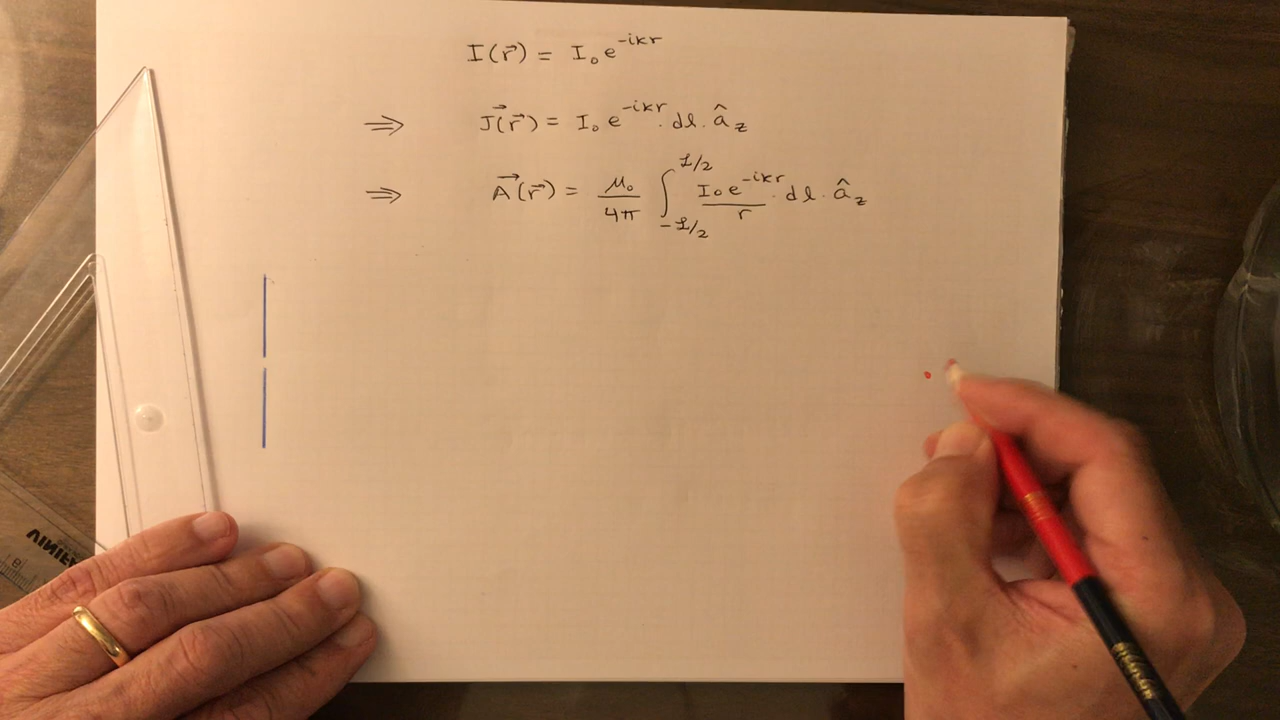 I(r⃗) = I₀ e^{-ikr}
⇒ J⃗(r⃗) = I₀ e^{-ikr} . dl . â_z
⇒ A⃗(r⃗) = μ₀/4π ∫_{-L/2}^{L/2} I₀ e^{-ikr}/r . dl . â_z